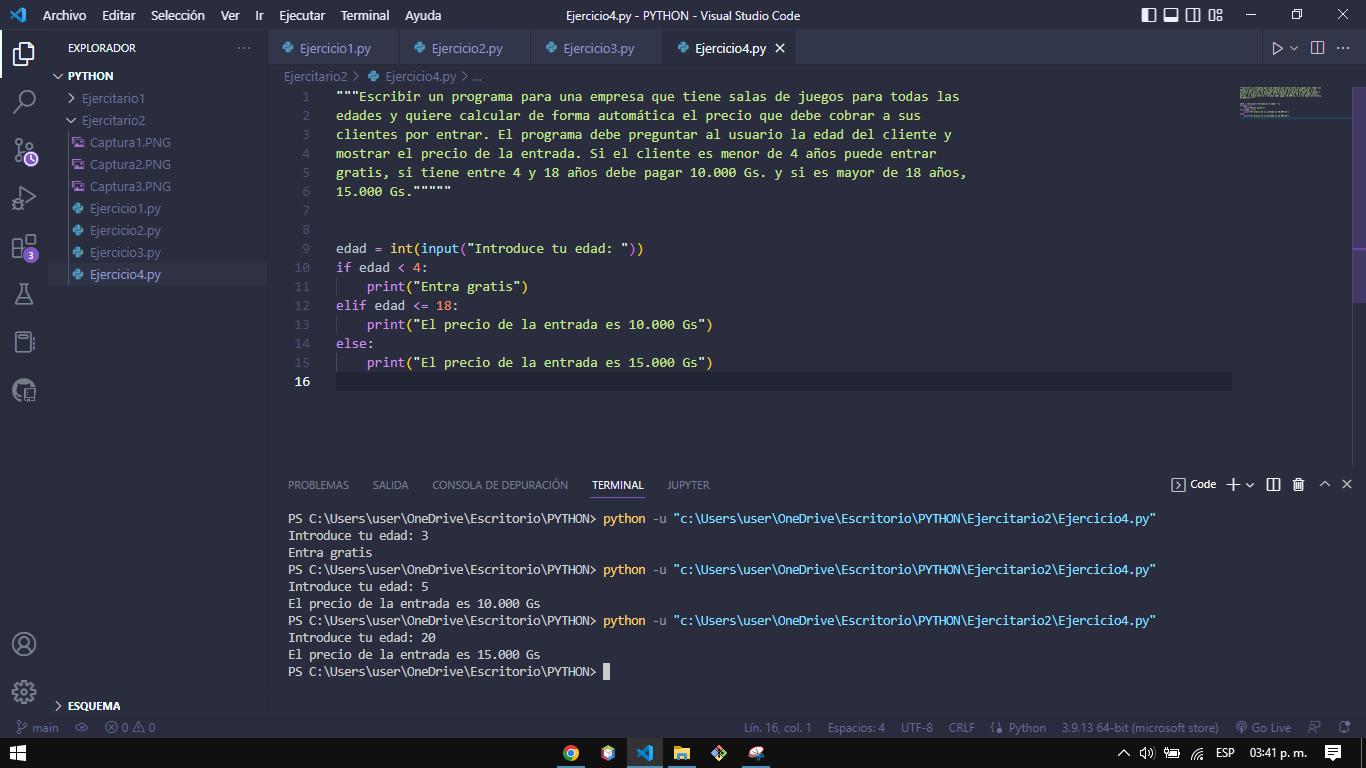 Archivo Editar Selección Ver Ir Ejecutar Terminal Ayuda
Ejercicio4.py - PYTHON - Visual Studio Code
EXPLORADOR
PYTHON
Ejercitario1
Ejercitario2
Captura1.PNG
Captura2.PNG
Captura3.PNG
Ejercicio1.py
Ejercicio2.py
Ejercicio3.py
Ejercicio4.py
ESQUEMA
3
Ejercicio1.py Ejercicio2.py Ejercicio3.py Ejercicio4.py
Ejercitario2 > Ejercicio4.py > ...
1 """Escribir un programa para una empresa que tiene salas de juegos para todas las
2 edades y quiere calcular de forma automática el precio que debe cobrar a sus
3 clientes por entrar. El programa debe preguntar al usuario la edad del cliente y
4 mostrar el precio de la entrada. Si el cliente es menor de 4 años puede entrar
5 gratis, si tiene entre 4 y 18 años debe pagar 10.000 Gs. y si es mayor de 18 años,
6 15.000 Gs."""""
7
8
9 edad = int(input("Introduce tu edad: "))
10 if edad < 4:
11     print("Entra gratis")
12 elif edad <= 18:
13     print("El precio de la entrada es 10.000 Gs")
14 else:
15     print("El precio de la entrada es 15.000 Gs")
16
PROBLEMAS SALIDA CONSOLA DE DEPURACIÓN TERMINAL JUPYTER
Code
PS C:\Users\user\OneDrive\Escritorio\PYTHON> python -u "c:\Users\user\OneDrive\Escritorio\PYTHON\Ejercitario2\Ejercicio4.py"
Introduce tu edad: 3
Entra gratis
PS C:\Users\user\OneDrive\Escritorio\PYTHON> python -u "c:\Users\user\OneDrive\Escritorio\PYTHON\Ejercitario2\Ejercicio4.py"
Introduce tu edad: 5
El precio de la entrada es 10.000 Gs
PS C:\Users\user\OneDrive\Escritorio\PYTHON> python -u "c:\Users\user\OneDrive\Escritorio\PYTHON\Ejercitario2\Ejercicio4.py"
Introduce tu edad: 20
El precio de la entrada es 15.000 Gs
PS C:\Users\user\OneDrive\Escritorio\PYTHON>
main 0 0 Lín. 16, col. 1 Espacios: 4 UTF-8 CRLF Python 3.9.13 64-bit (microsoft store) Go Live
ESP 03:41 p. m.